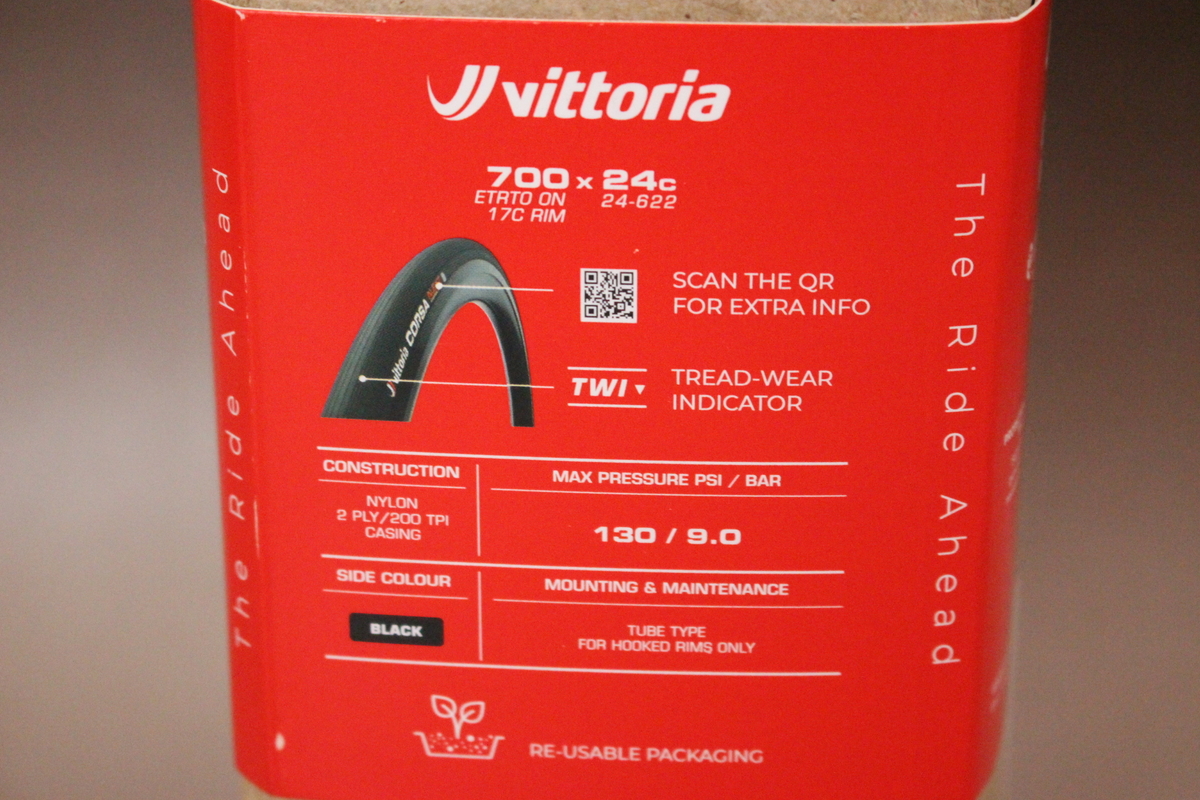 vittoria
700 x 24c
ETRTO ON 24-622
17C RIM
SCAN THE QR
FOR EXTRA INFO
vittoria CORSA
TWI
TREAD-WEAR
INDICATOR
CONSTRUCTION
NYLON
2 PLY/200 TPI
CASING
MAX PRESSURE PSI / BAR
130 / 9.0
SIDE COLOUR
BLACK
MOUNTING & MAINTENANCE
TUBE TYPE
FOR HOOKED RIMS ONLY
RE-USABLE PACKAGING
The Ride Ahead
The Ride Ahead